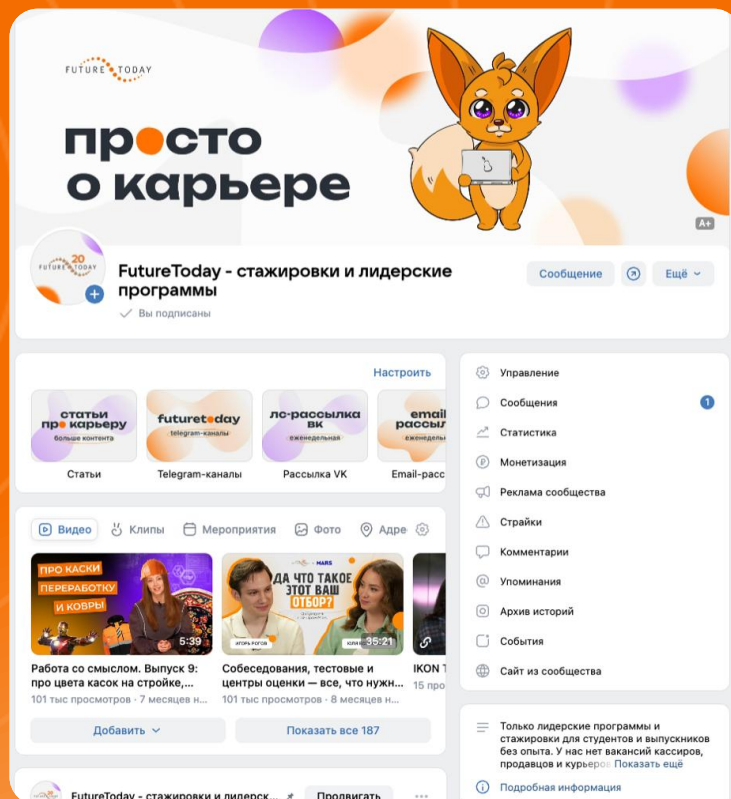 FUTURE TODAY
просто
о карьере
A+
20
FUTURE TODAY
FutureToday - стажировки и лидерские
программы
Вы подписаны
Сообщение
Ещё
Настроить
статьи
про карьеру
больше контента
futuretoday
telegram-каналы
лс-рассылка
вк
еженедельная
email
рассыл
еженедель
Статьи
Telegram-каналы
Рассылка VK
Email-расс
Видео
Клипы
Мероприятия
Фото
Адре
ПРО КАСКИ
ПЕРЕРАБОТКУ
И КОВРЫ
5:39
MARS
ДА ЧТО ТАКОЕ
ЭТОТ ВАШ
ОТБОР?
ИГОРЬ РОГОВ
35:21
Работа со смыслом. Выпуск 9:
про цвета касок на стройке,...
101 тыс просмотров · 7 месяцев н...
Собеседования, тестовые и
центры оценки — все, что нужн...
101 тыс просмотров · 8 месяцев н...
IKON T
15 про
Добавить
Показать все 187
FutureToday - стажировки и лидерск...
Продвигать
Управление
Сообщения
1
Статистика
Монетизация
Реклама сообщества
Страйки
Комментарии
Упоминания
Архив историй
События
Сайт из сообщества
Только лидерские программы и
стажировки для студентов и выпускников
без опыта. У нас нет вакансий кассиров,
продавцов и курьеров Показать ещё
Подробная информация